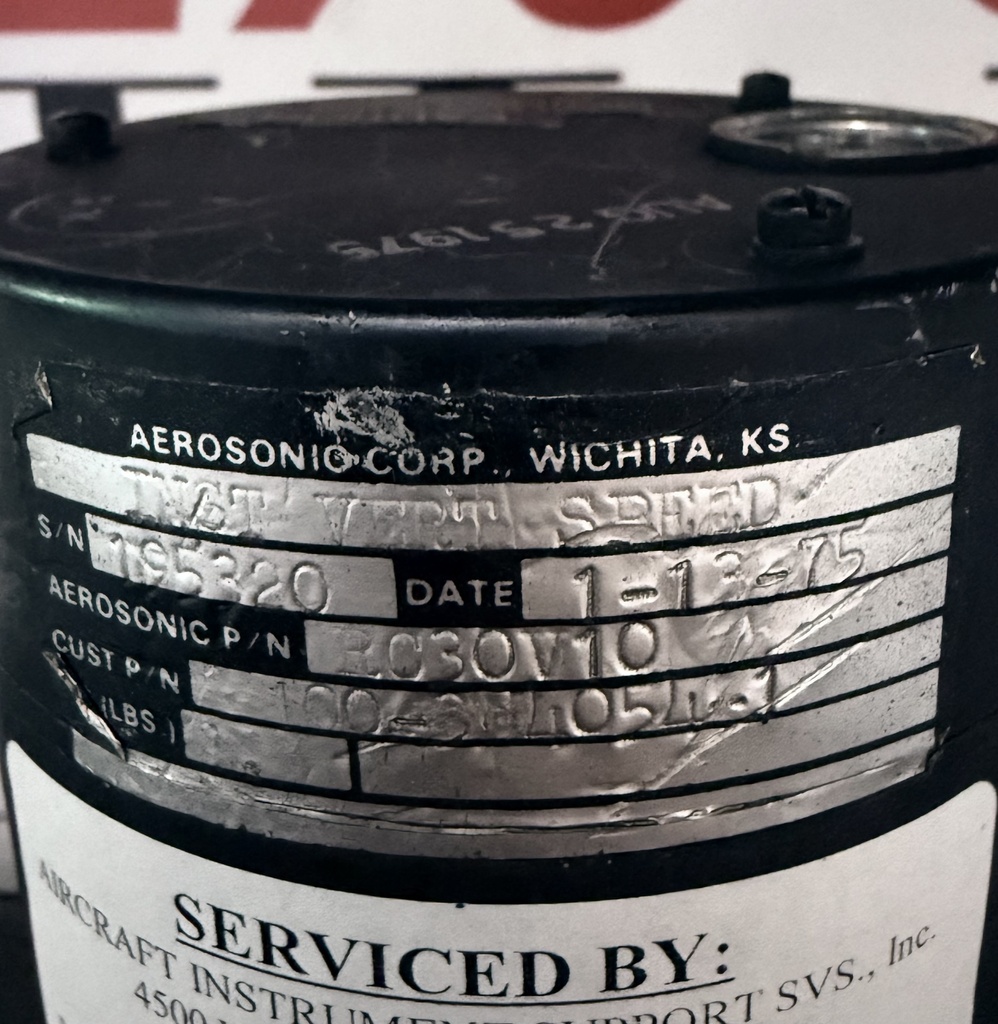 AUG 29 1975
AEROSONIC CORP., WICHITA, KS
INST VERT SPEED
S/N 195320 DATE 1-13-75
AEROSONIC P/N RC30V10
CUST P/N
(LBS.)
SERVICED BY:
AIRCRAFT INSTRUMENT SUPPORT SVS., Inc.
4500